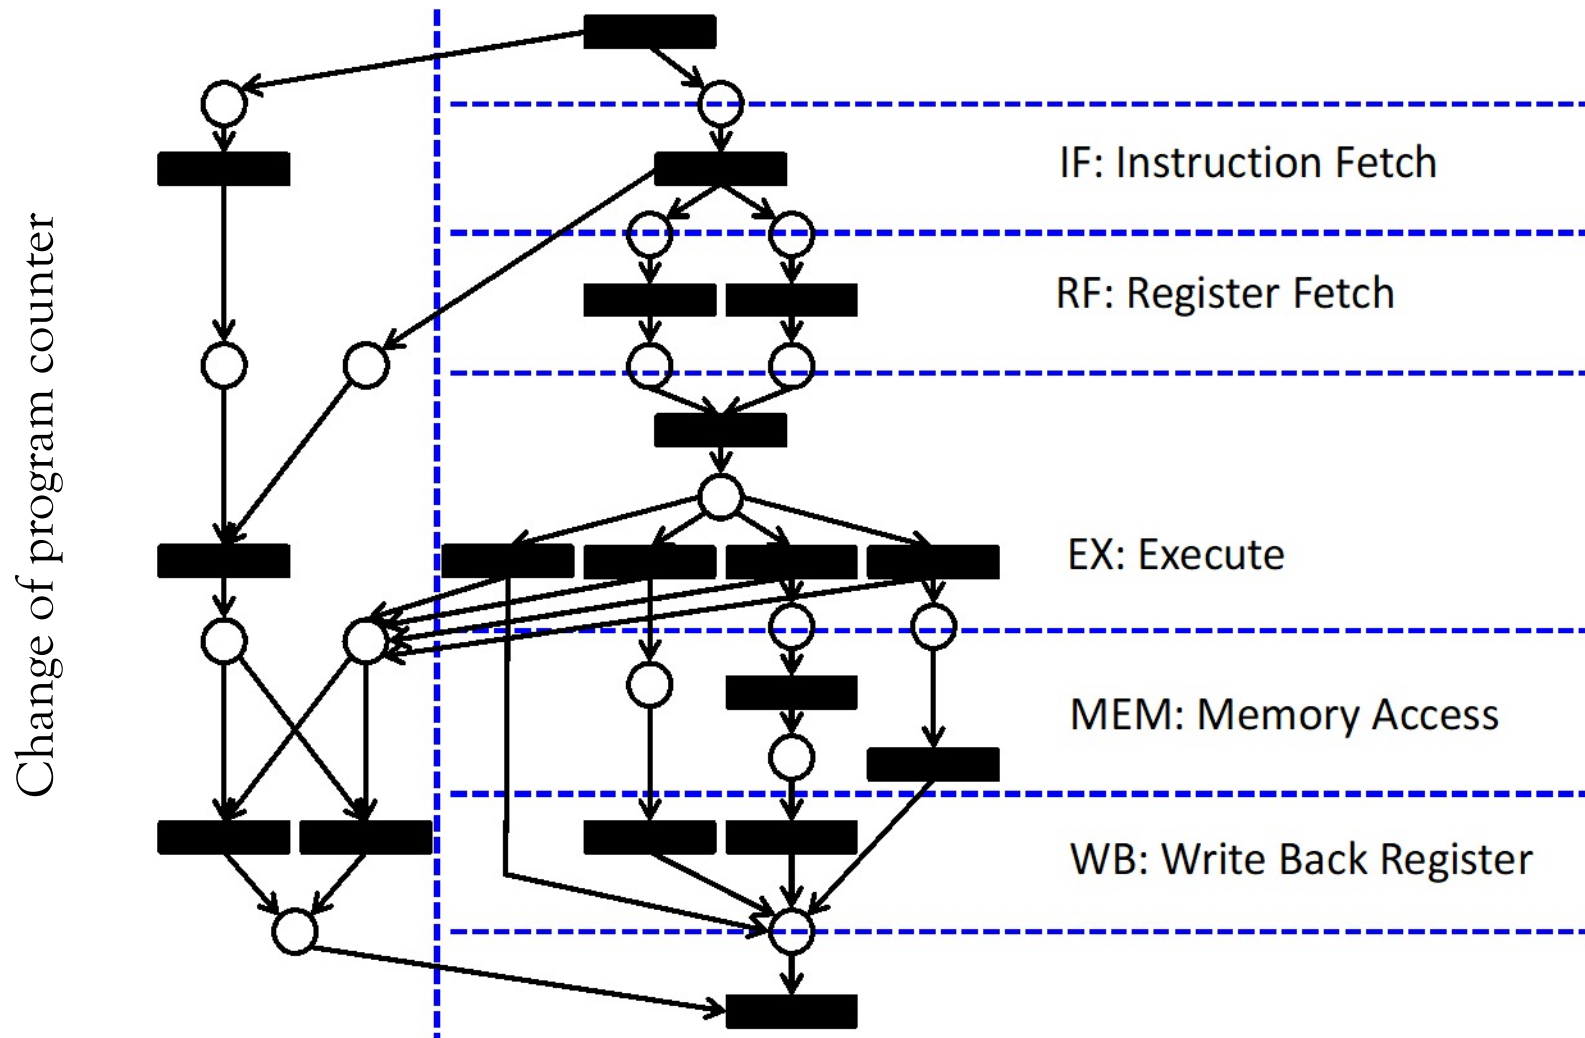 Change of program counter
IF: Instruction Fetch
RF: Register Fetch
EX: Execute
MEM: Memory Access
WB: Write Back Register